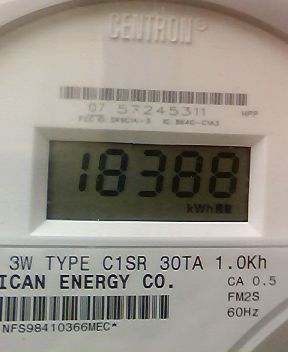 CENTRON®
07 57245311 HPP
18388
kWh
3W TYPE C1SR 30TA 1.0Kh
ICAN ENERGY CO. CA 0.5
FM2S
NFS98410366MEC* 60Hz